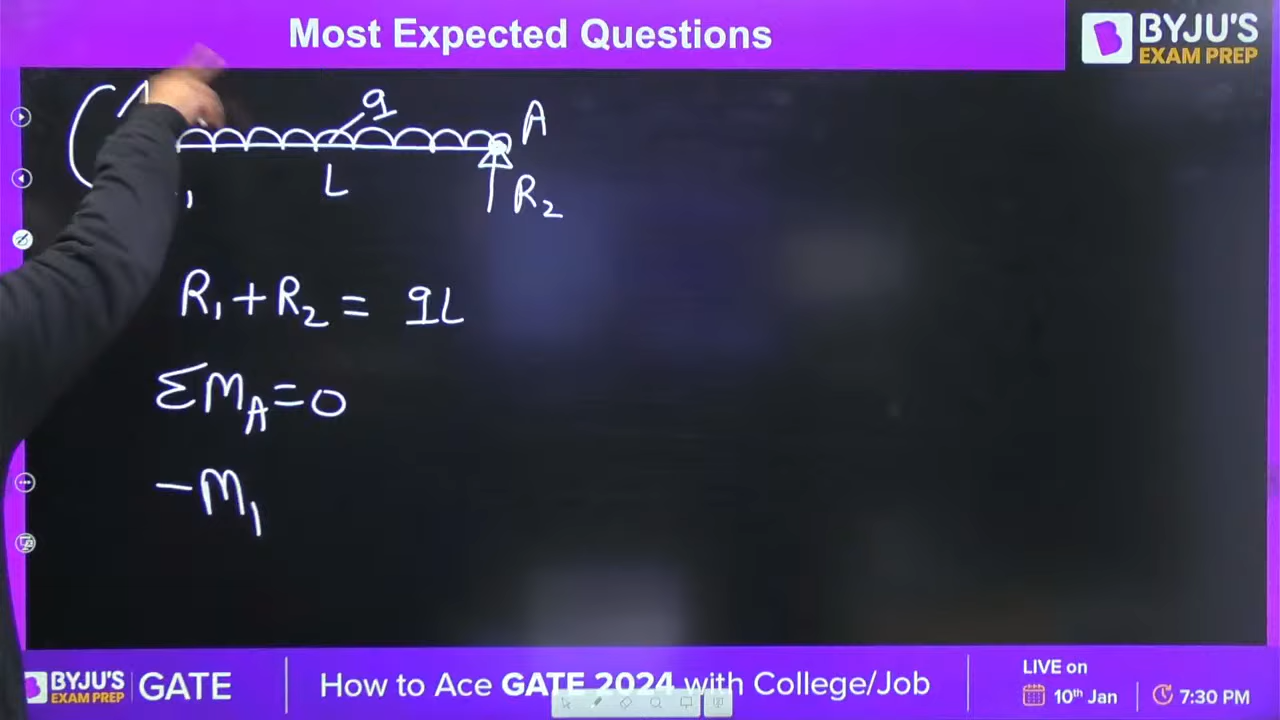 Most Expected Questions
BYJU'S
EXAM PREP
q
A
L
R₂
R₁ + R₂ = qL
ΣM_A = 0
-M₁
BYJU'S
EXAM PREP
GATE
How to Ace GATE 2024 with College/Job
LIVE on
10th Jan
7:30 PM